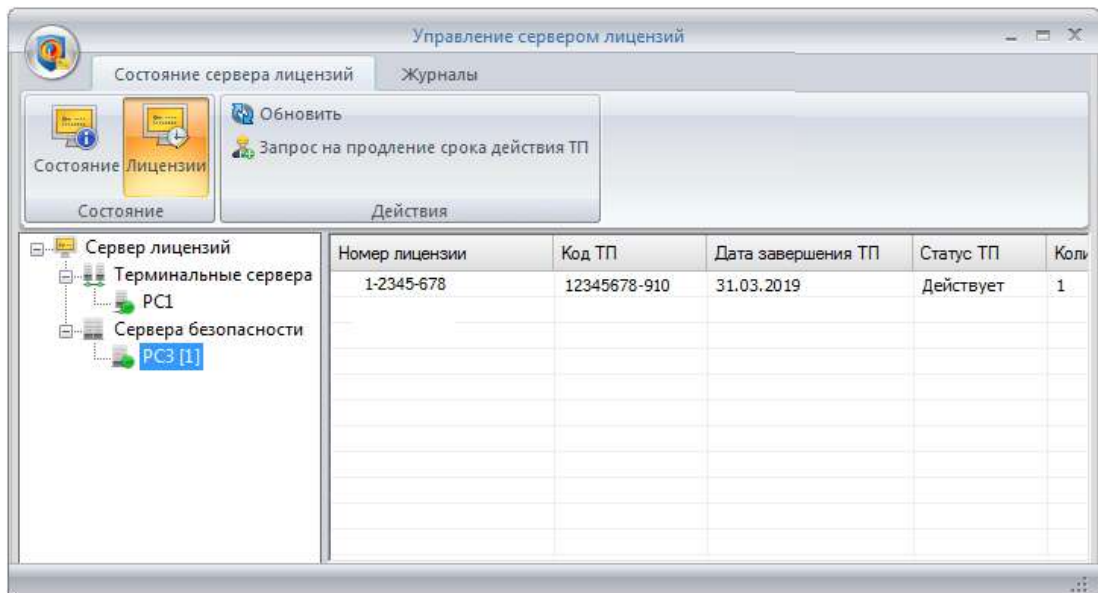 Управление сервером лицензий
Состояние сервера лицензий Журналы
Обновить
Запрос на продление срока действия ТП
Состояние Лицензии
Состояние Действия
Сервер лицензий
Терминальные сервера
PC1
Сервера безопасности
PC3 [1]
Номер лицензии Код ТП Дата завершения ТП Статус ТП Коли
1-2345-678 12345678-910 31.03.2019 Действует 1